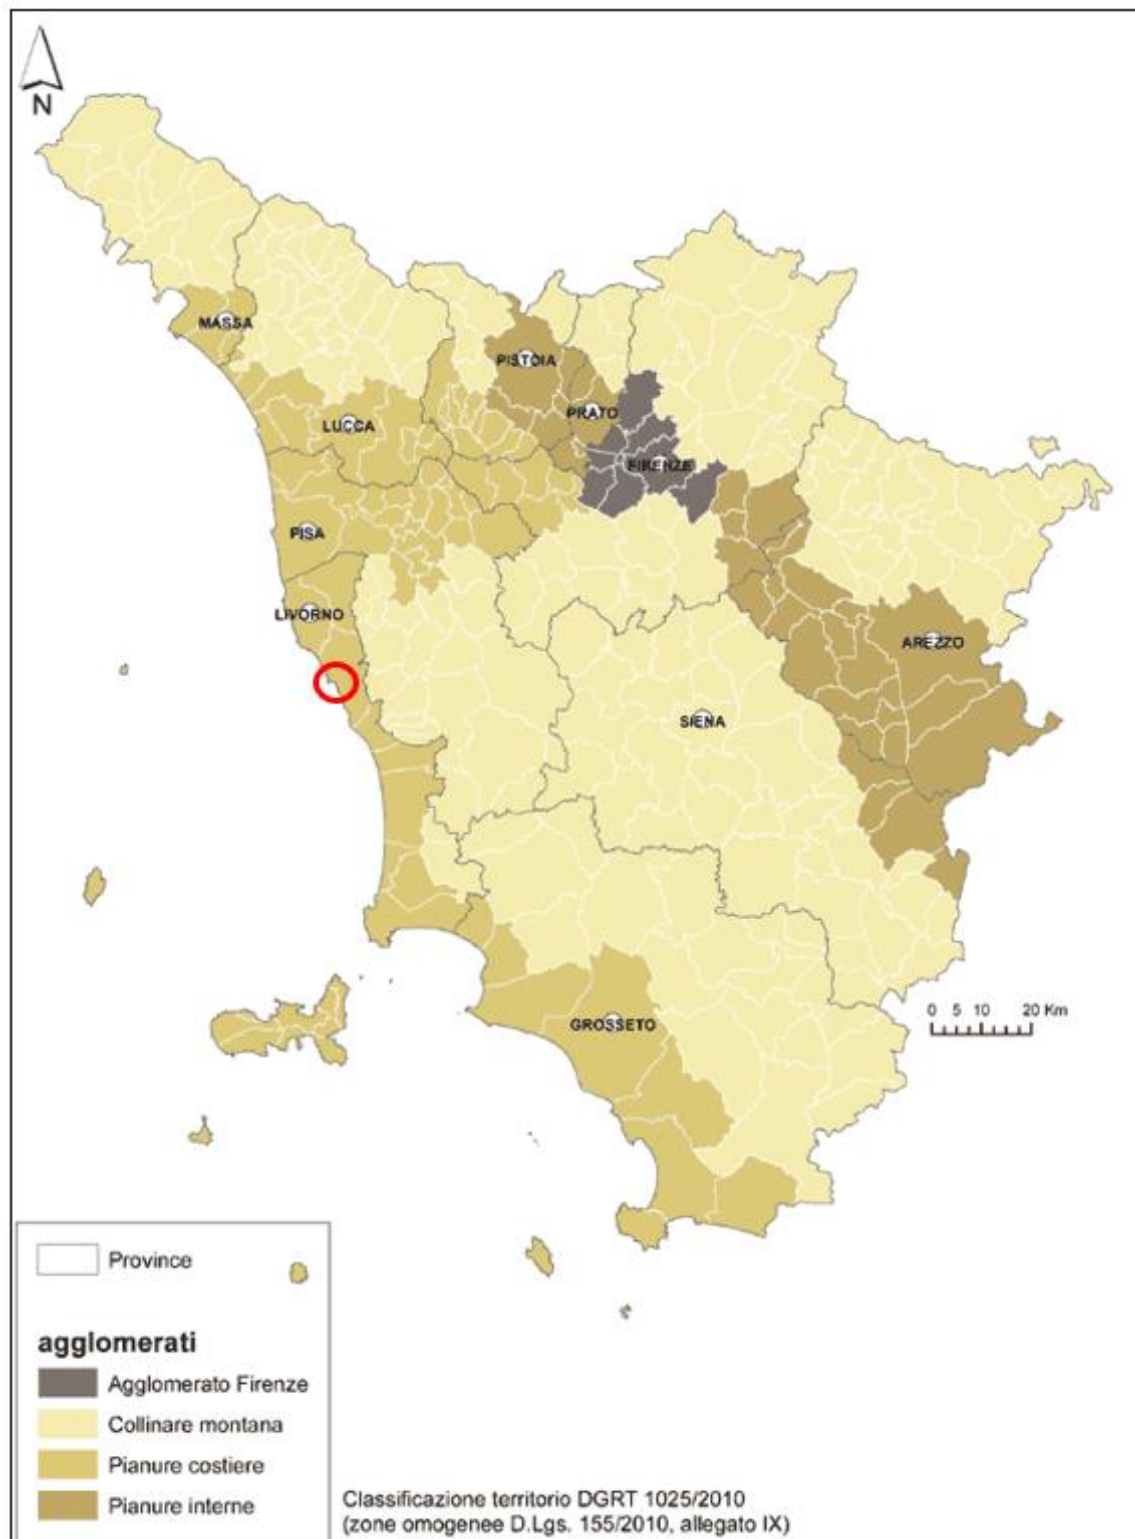 N
MASSA
PISTOIA
PRATO
LUCCA
FIRENZE
PISA
LIVORNO
AREZZO
SIENA
0 5 10 20 Km
GROSSETO
Province
agglomerati
Agglomerato Firenze
Collinare montana
Pianure costiere
Pianure interne
Classificazione territorio DGRT 1025/2010
(zone omogenee D.Lgs. 155/2010, allegato IX)